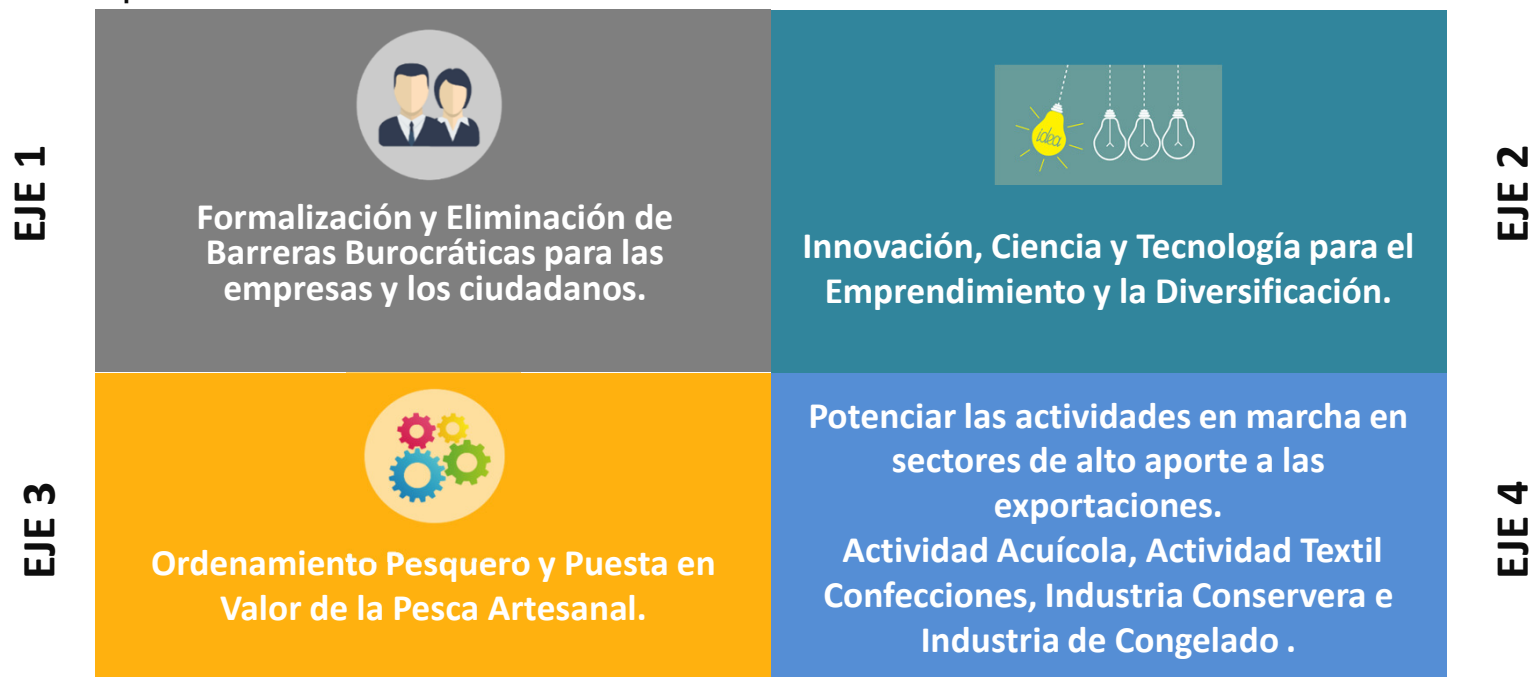 EJE 1
Formalización y Eliminación de
Barreras Burocráticas para las
empresas y los ciudadanos.
idea
Innovación, Ciencia y Tecnología para el
Emprendimiento y la Diversificación.
EJE 2
EJE 3
Ordenamiento Pesquero y Puesta en
Valor de la Pesca Artesanal.
Potenciar las actividades en marcha en
sectores de alto aporte a las
exportaciones.
Actividad Acuícola, Actividad Textil
Confecciones, Industria Conservera e
Industria de Congelado .
EJE 4